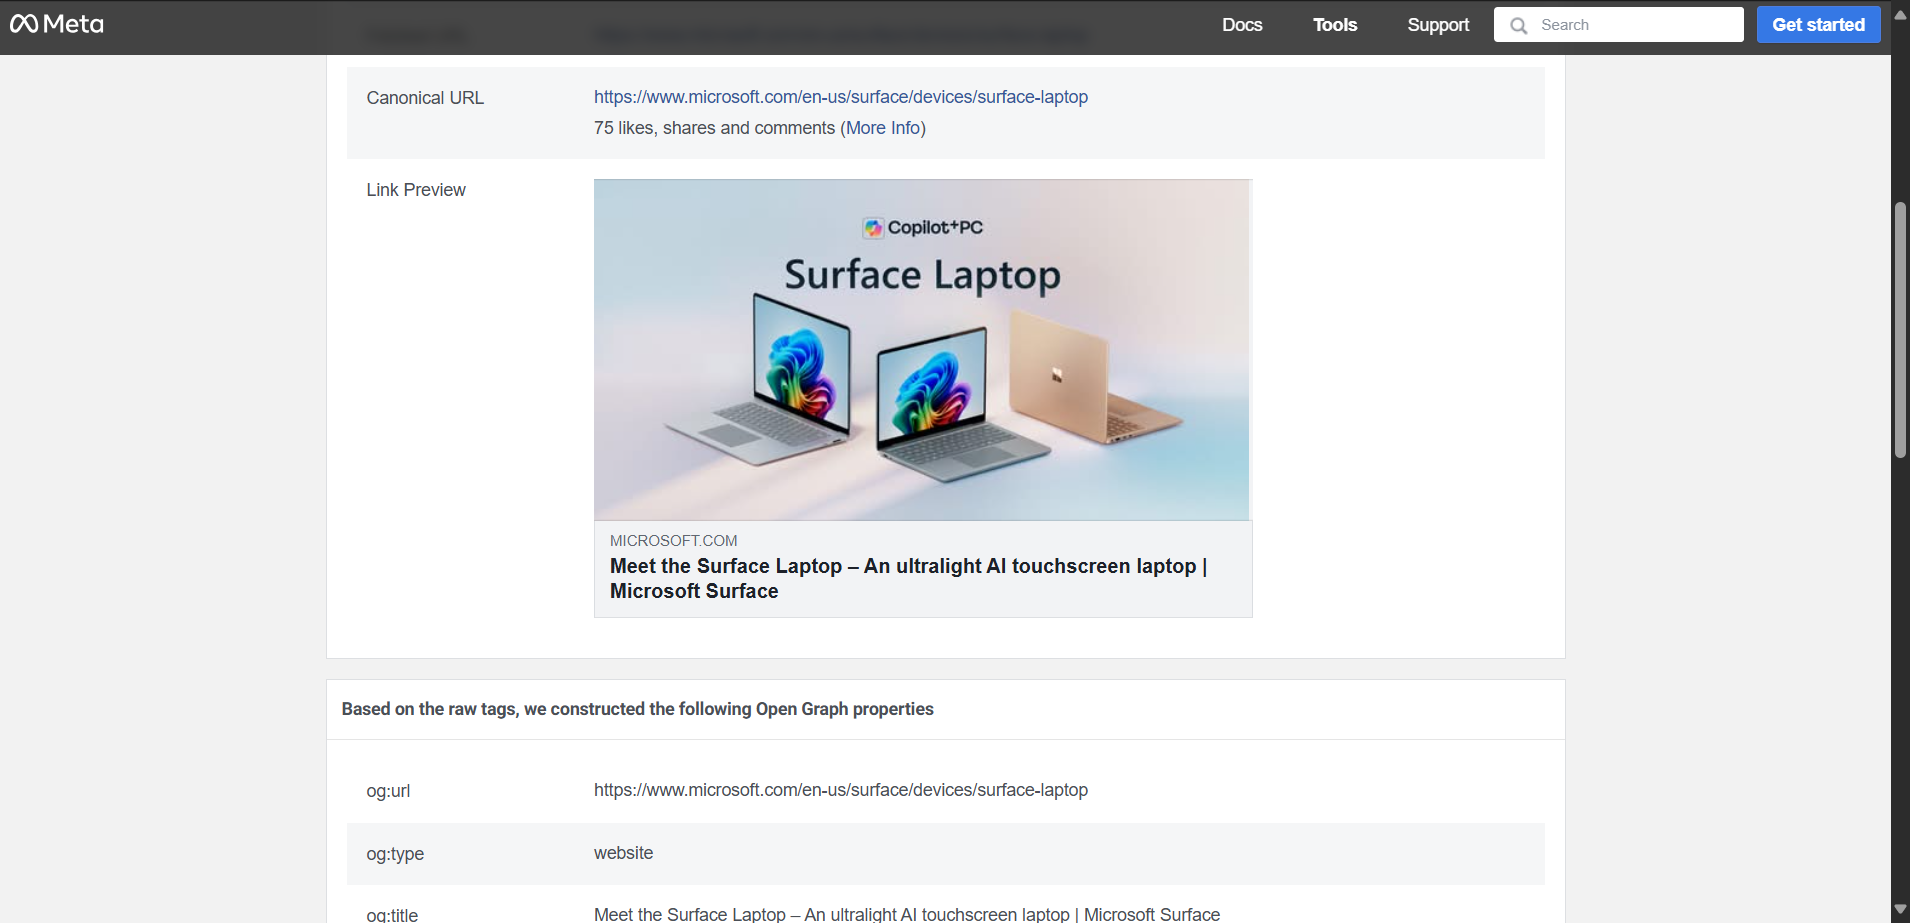 Meta
Docs
Tools
Support
Search
Get started
Canonical URL
https://www.microsoft.com/en-us/surface/devices/surface-laptop
75 likes, shares and comments (More Info)
Link Preview
Copilot+PC
Surface Laptop
MICROSOFT.COM
Meet the Surface Laptop – An ultralight AI touchscreen laptop |
Microsoft Surface
Based on the raw tags, we constructed the following Open Graph properties
og:url
https://www.microsoft.com/en-us/surface/devices/surface-laptop
og:type
website
og:title
Meet the Surface Laptop – An ultralight AI touchscreen laptop | Microsoft Surface